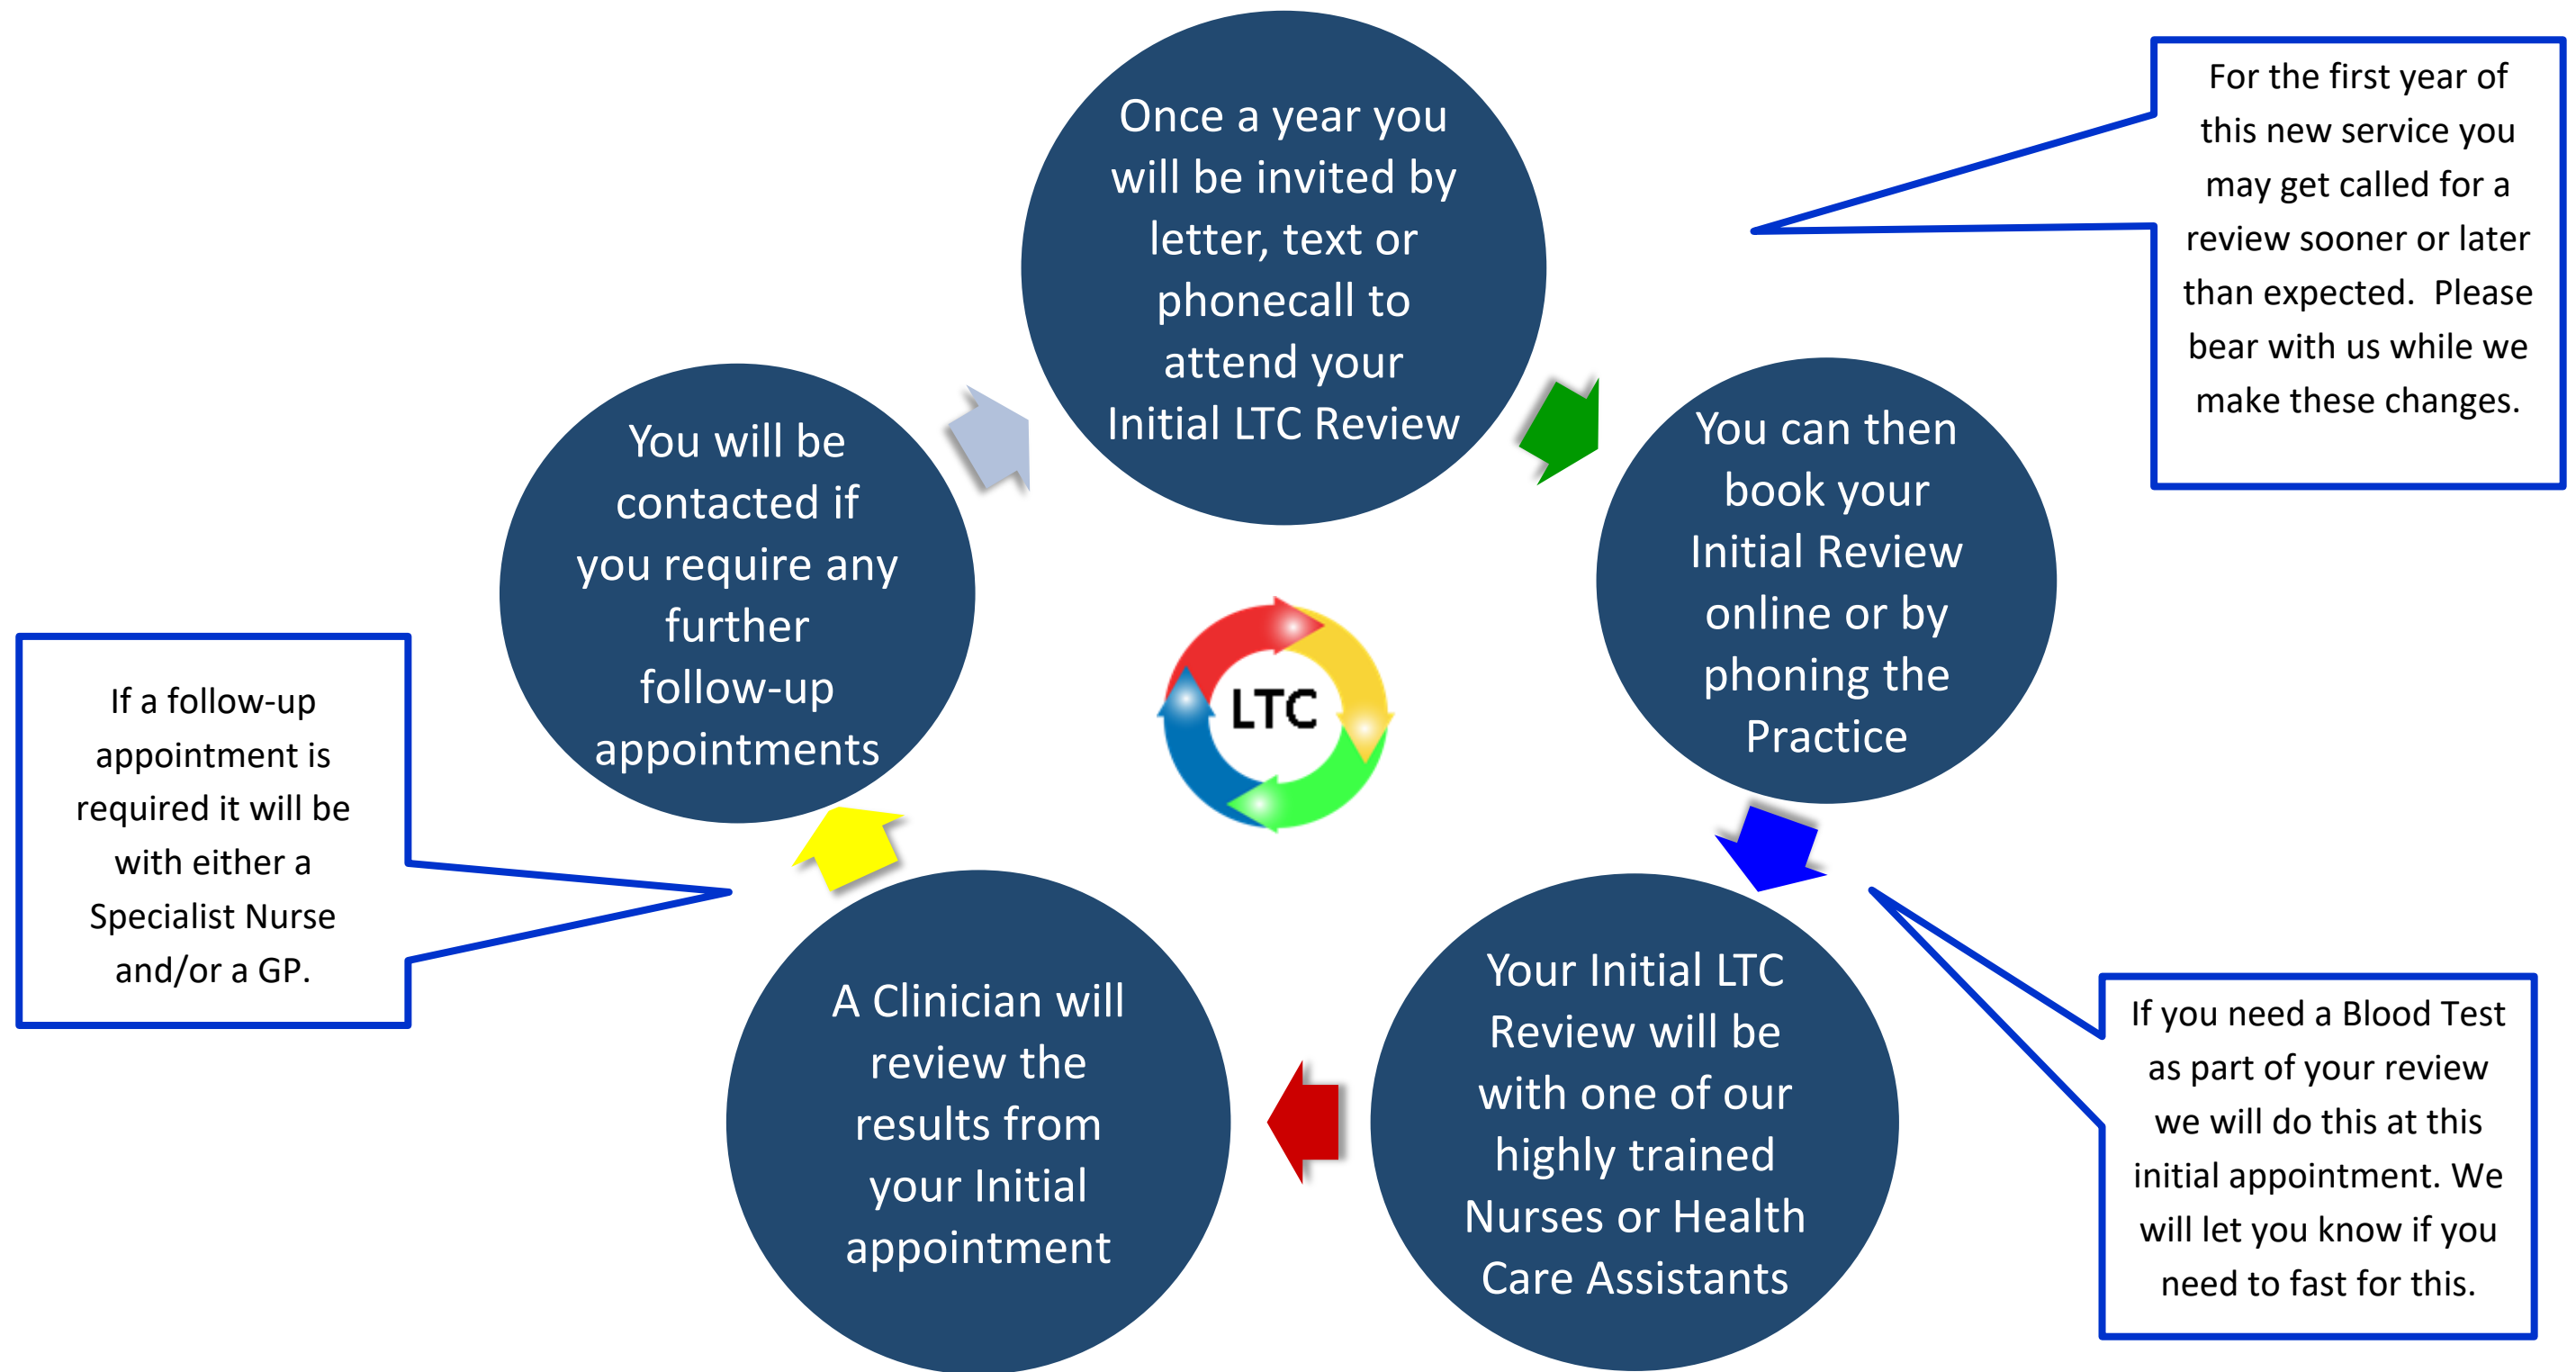 Once a year you
will be invited by
letter, text or
phonecall to
attend your
Initial LTC Review
For the first year of
this new service you
may get called for a
review sooner or later
than expected.  Please
bear with us while we
make these changes.
You can then
book your
Initial Review
online or by
phoning the
Practice
If you need a Blood Test
as part of your review
we will do this at this
initial appointment. We
will let you know if you
need to fast for this.
Your Initial LTC
Review will be
with one of our
highly trained
Nurses or Health
Care Assistants
A Clinician will
review the
results from
your Initial
appointment
If a follow-up
appointment is
required it will be
with either a
Specialist Nurse
and/or a GP.
You will be
contacted if
you require any
further
follow-up
appointments
LTC